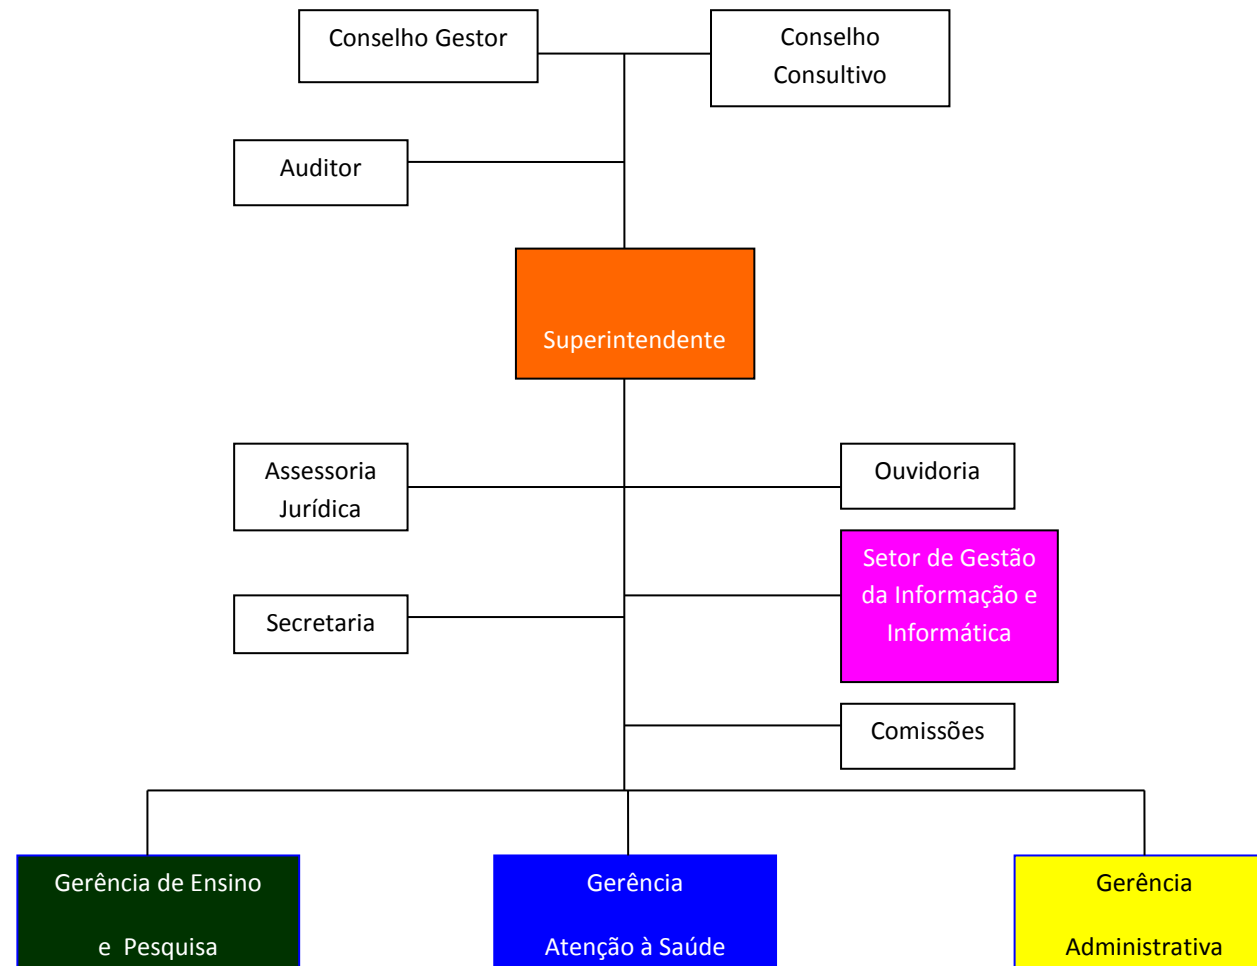 Conselho Gestor
Conselho
Consultivo
Auditor
Superintendente
Assessoria
Jurídica
Ouvidoria
Setor de Gestão
da Informação e
Informática
Secretaria
Comissões
Gerência de Ensino
e Pesquisa
Gerência
Atenção à Saúde
Gerência
Administrativa